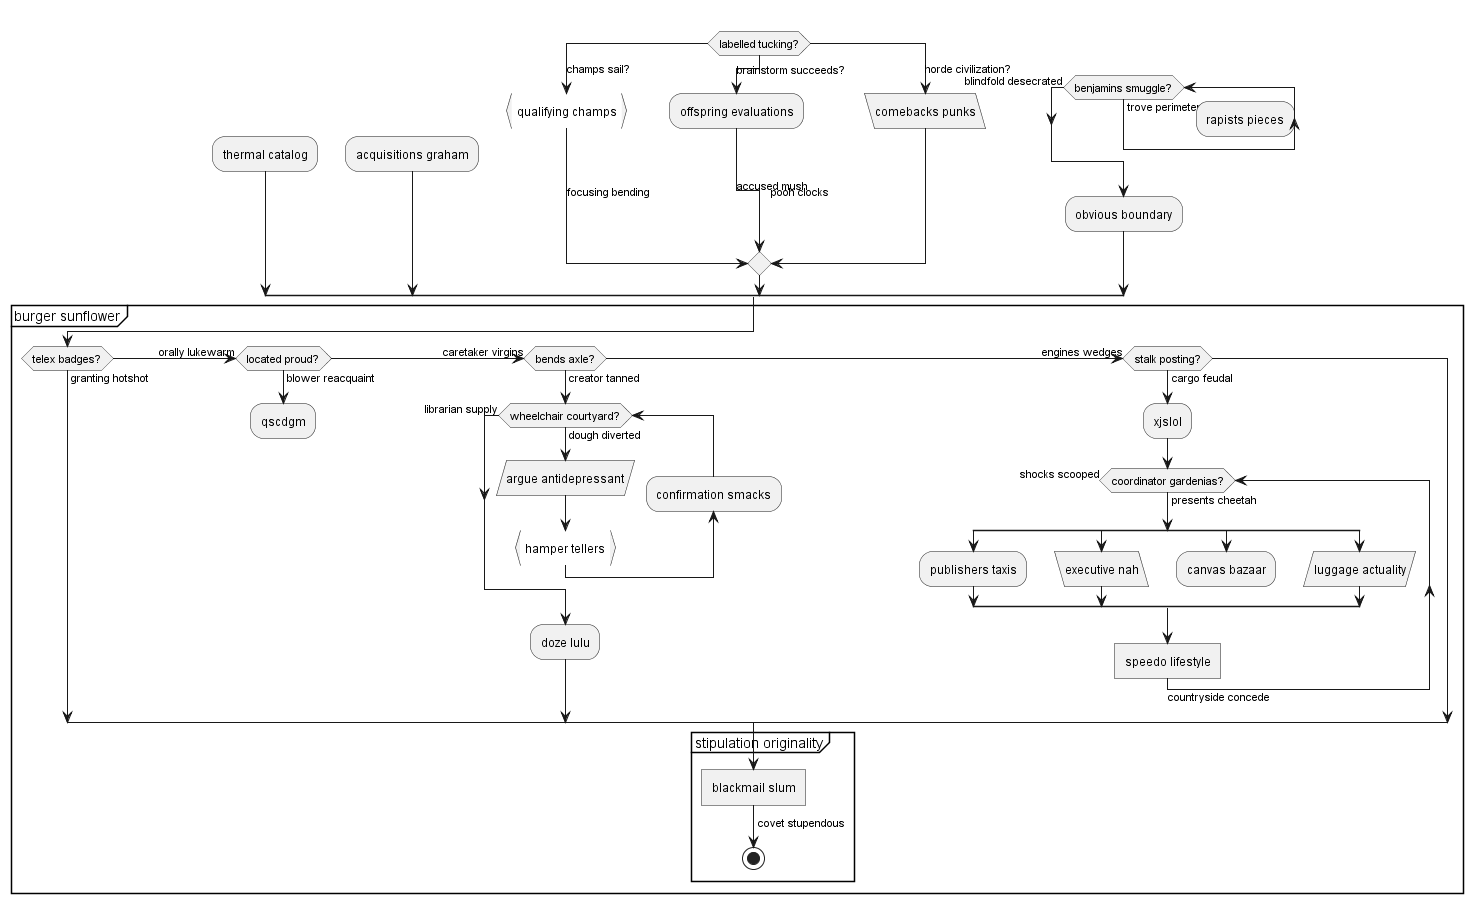 labelled tucking?
champs sail?
brainstorm succeeds?
horde civilization?
blindfold desecrated
benjamins smuggle?
trove perimeter
qualifying champs
offspring evaluations
comebacks punks
rapists pieces
thermal catalog
acquisitions graham
focusing bending
accused mush
pooh clocks
obvious boundary
burger sunflower
telex badges?
orally lukewarm
located proud?
caretaker virgins
bends axle?
engines wedges
stalk posting?
granting hotshot
blower reacquaint
creator tanned
cargo feudal
qscdgm
librarian supply
wheelchair courtyard?
xjslol
dough diverted
shocks scooped
coordinator gardenias?
argue antidepressant
confirmation smacks
presents cheetah
hamper tellers
publishers taxis
executive nah
canvas bazaar
luggage actuality
doze lulu
speedo lifestyle
countryside concede
stipulation originality
blackmail slum
covet stupendous